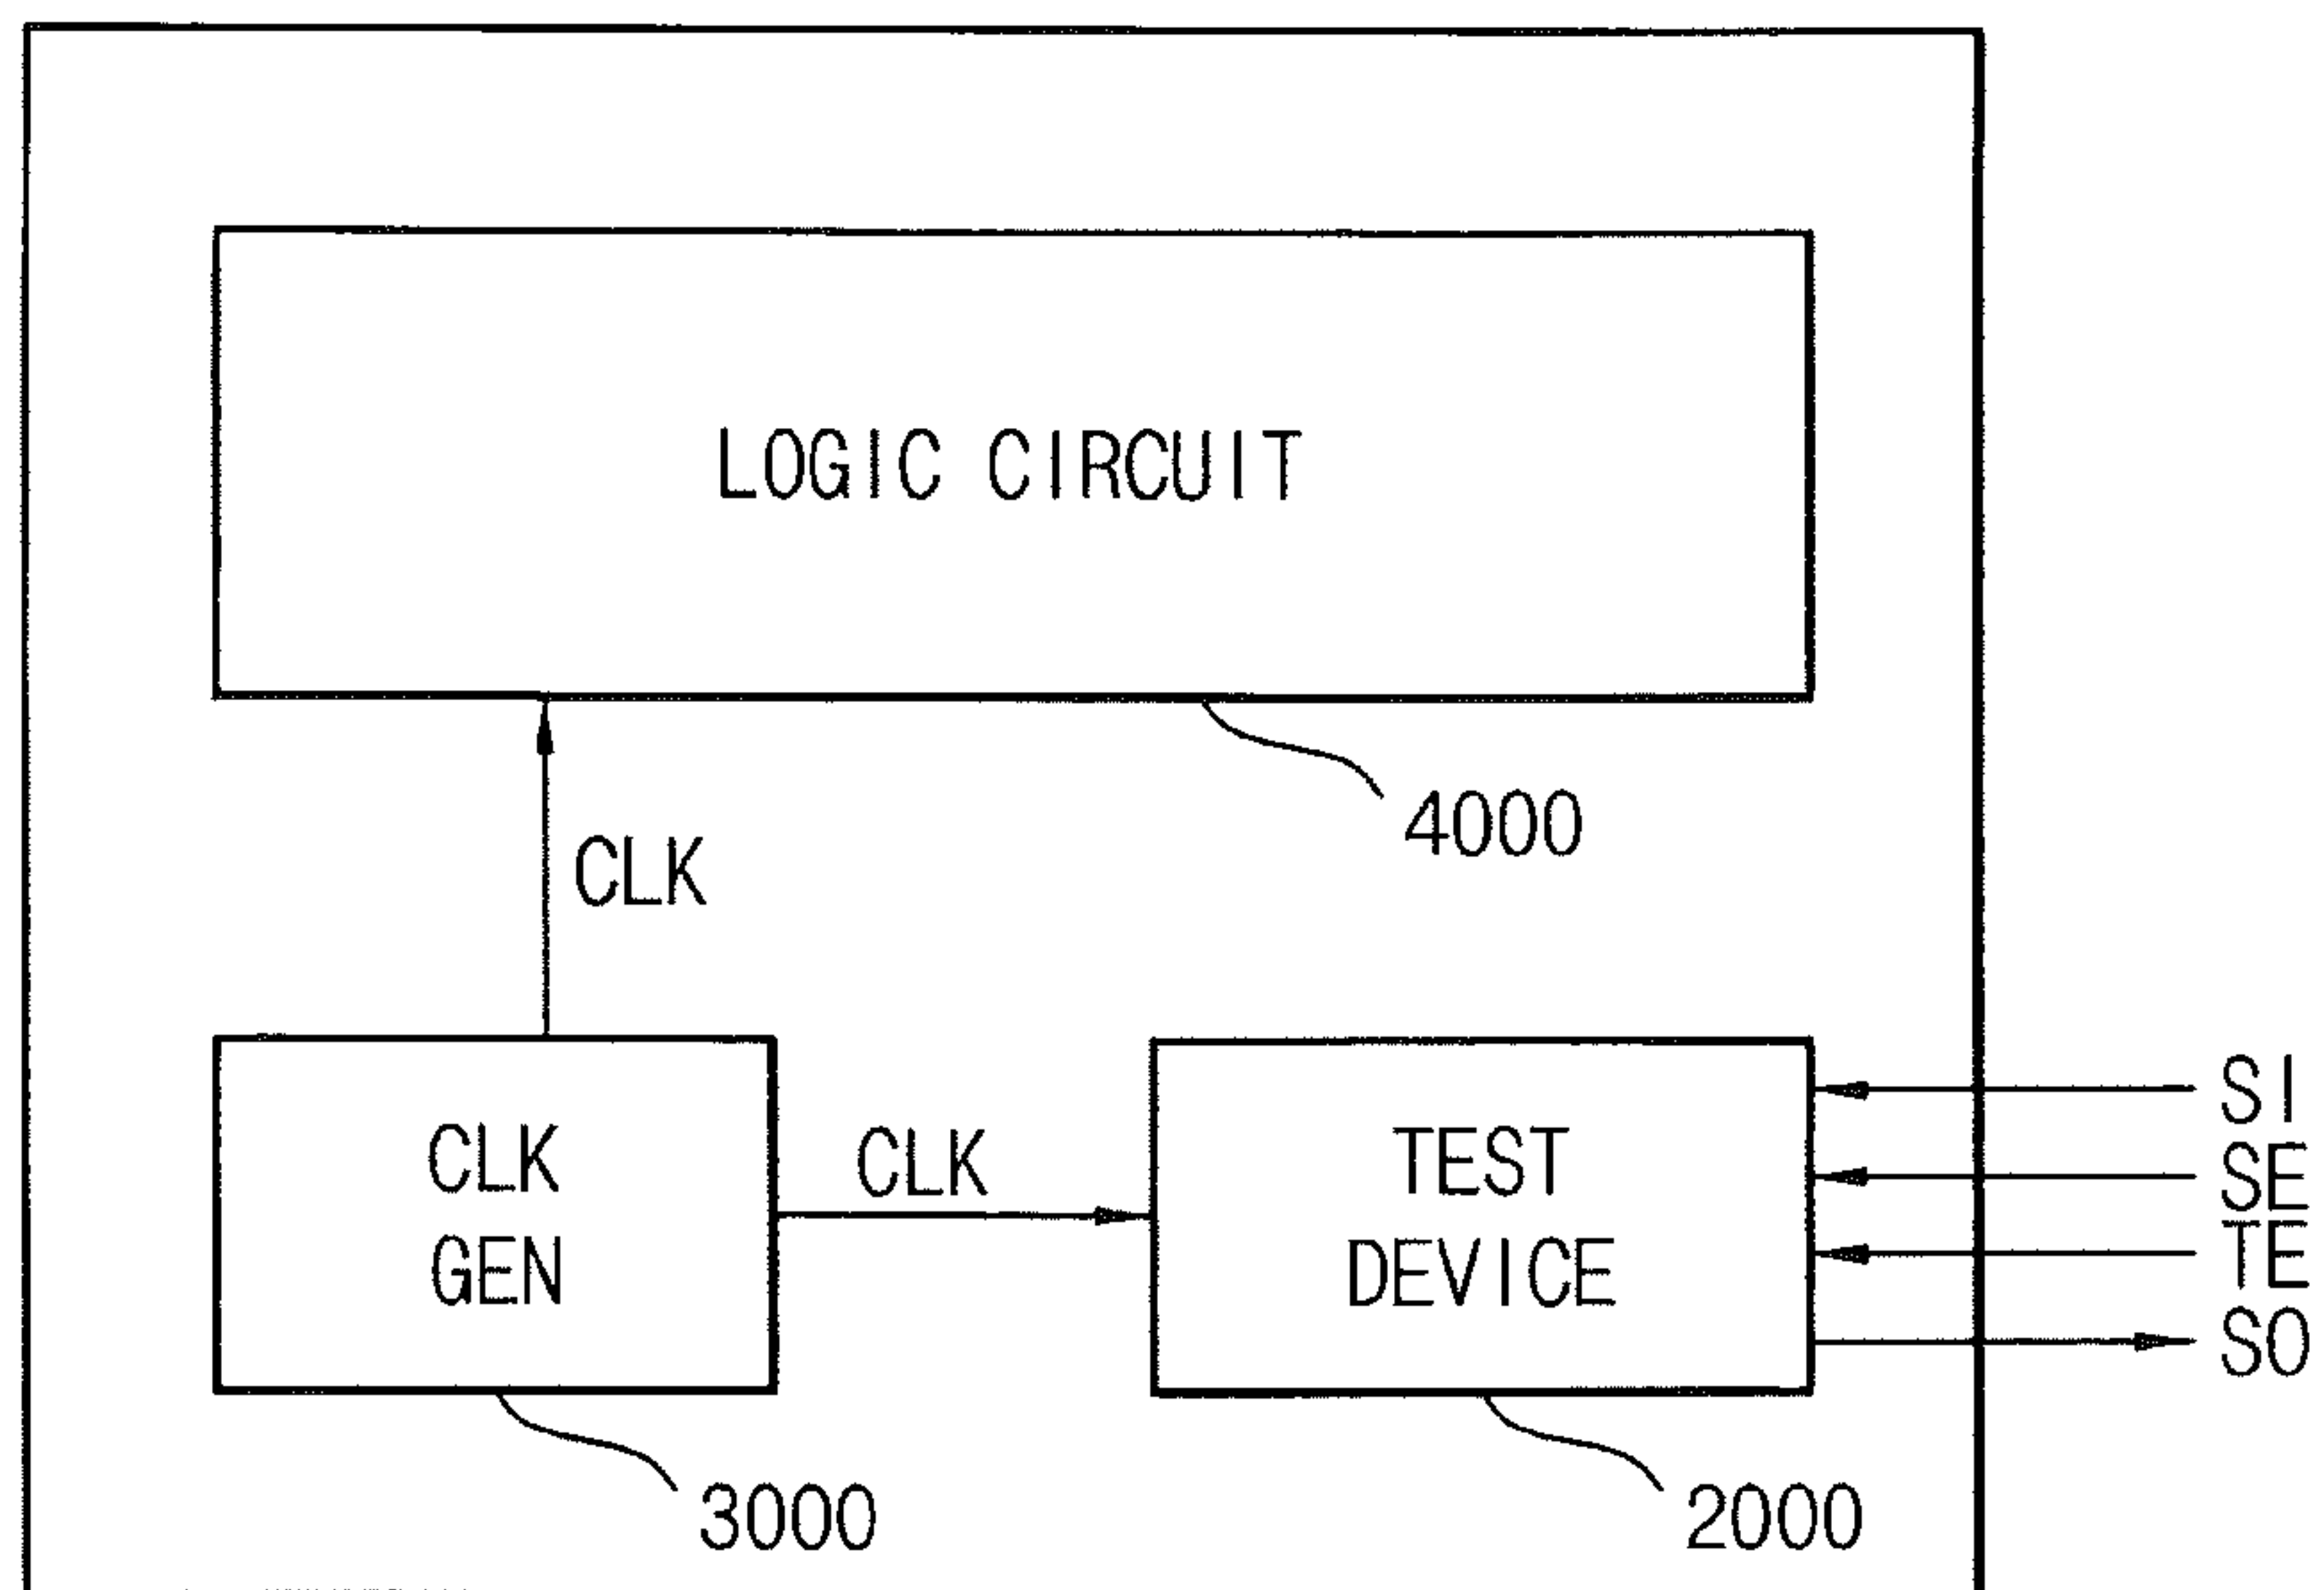 LOGIC CIRCUIT
4000
CLK
CLK
GEN
CLK
TEST
DEVICE
SI
SE
TE
SO
3000
2000